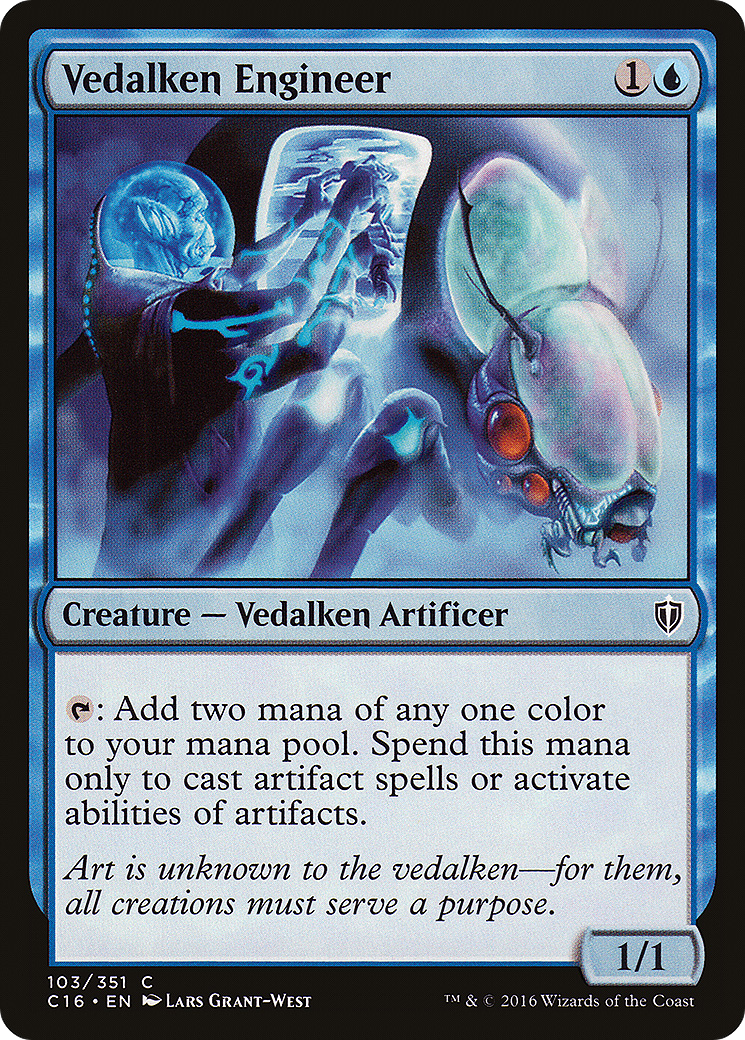 Vedalken Engineer 1
Creature — Vedalken Artificer
: Add two mana of any one color
to your mana pool. Spend this mana
only to cast artifact spells or activate
abilities of artifacts.
Art is unknown to the vedalken—for them,
all creations must serve a purpose.
1/1
103/351 C
C16 • EN Lars Grant-West ™ & © 2016 Wizards of the Coast